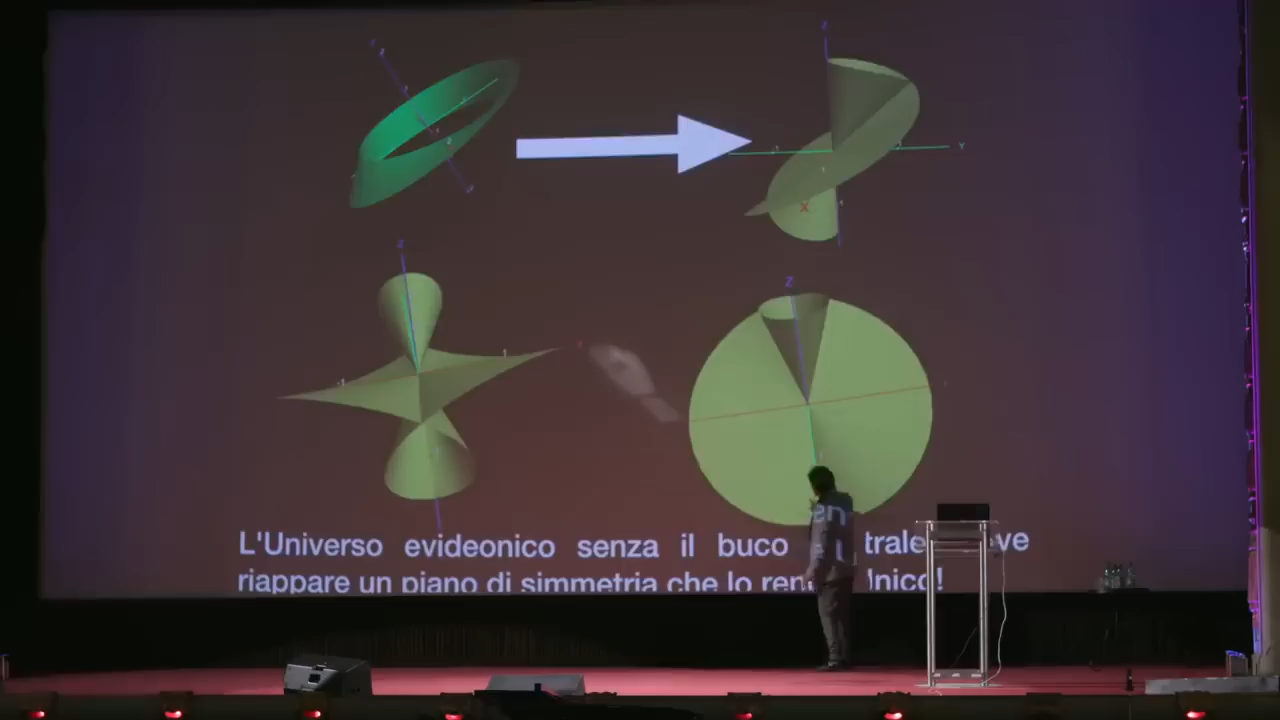 Z
Y
X
Z
Z
L'Universo evideonico senza il buco
riappare un piano di simmetria che lo